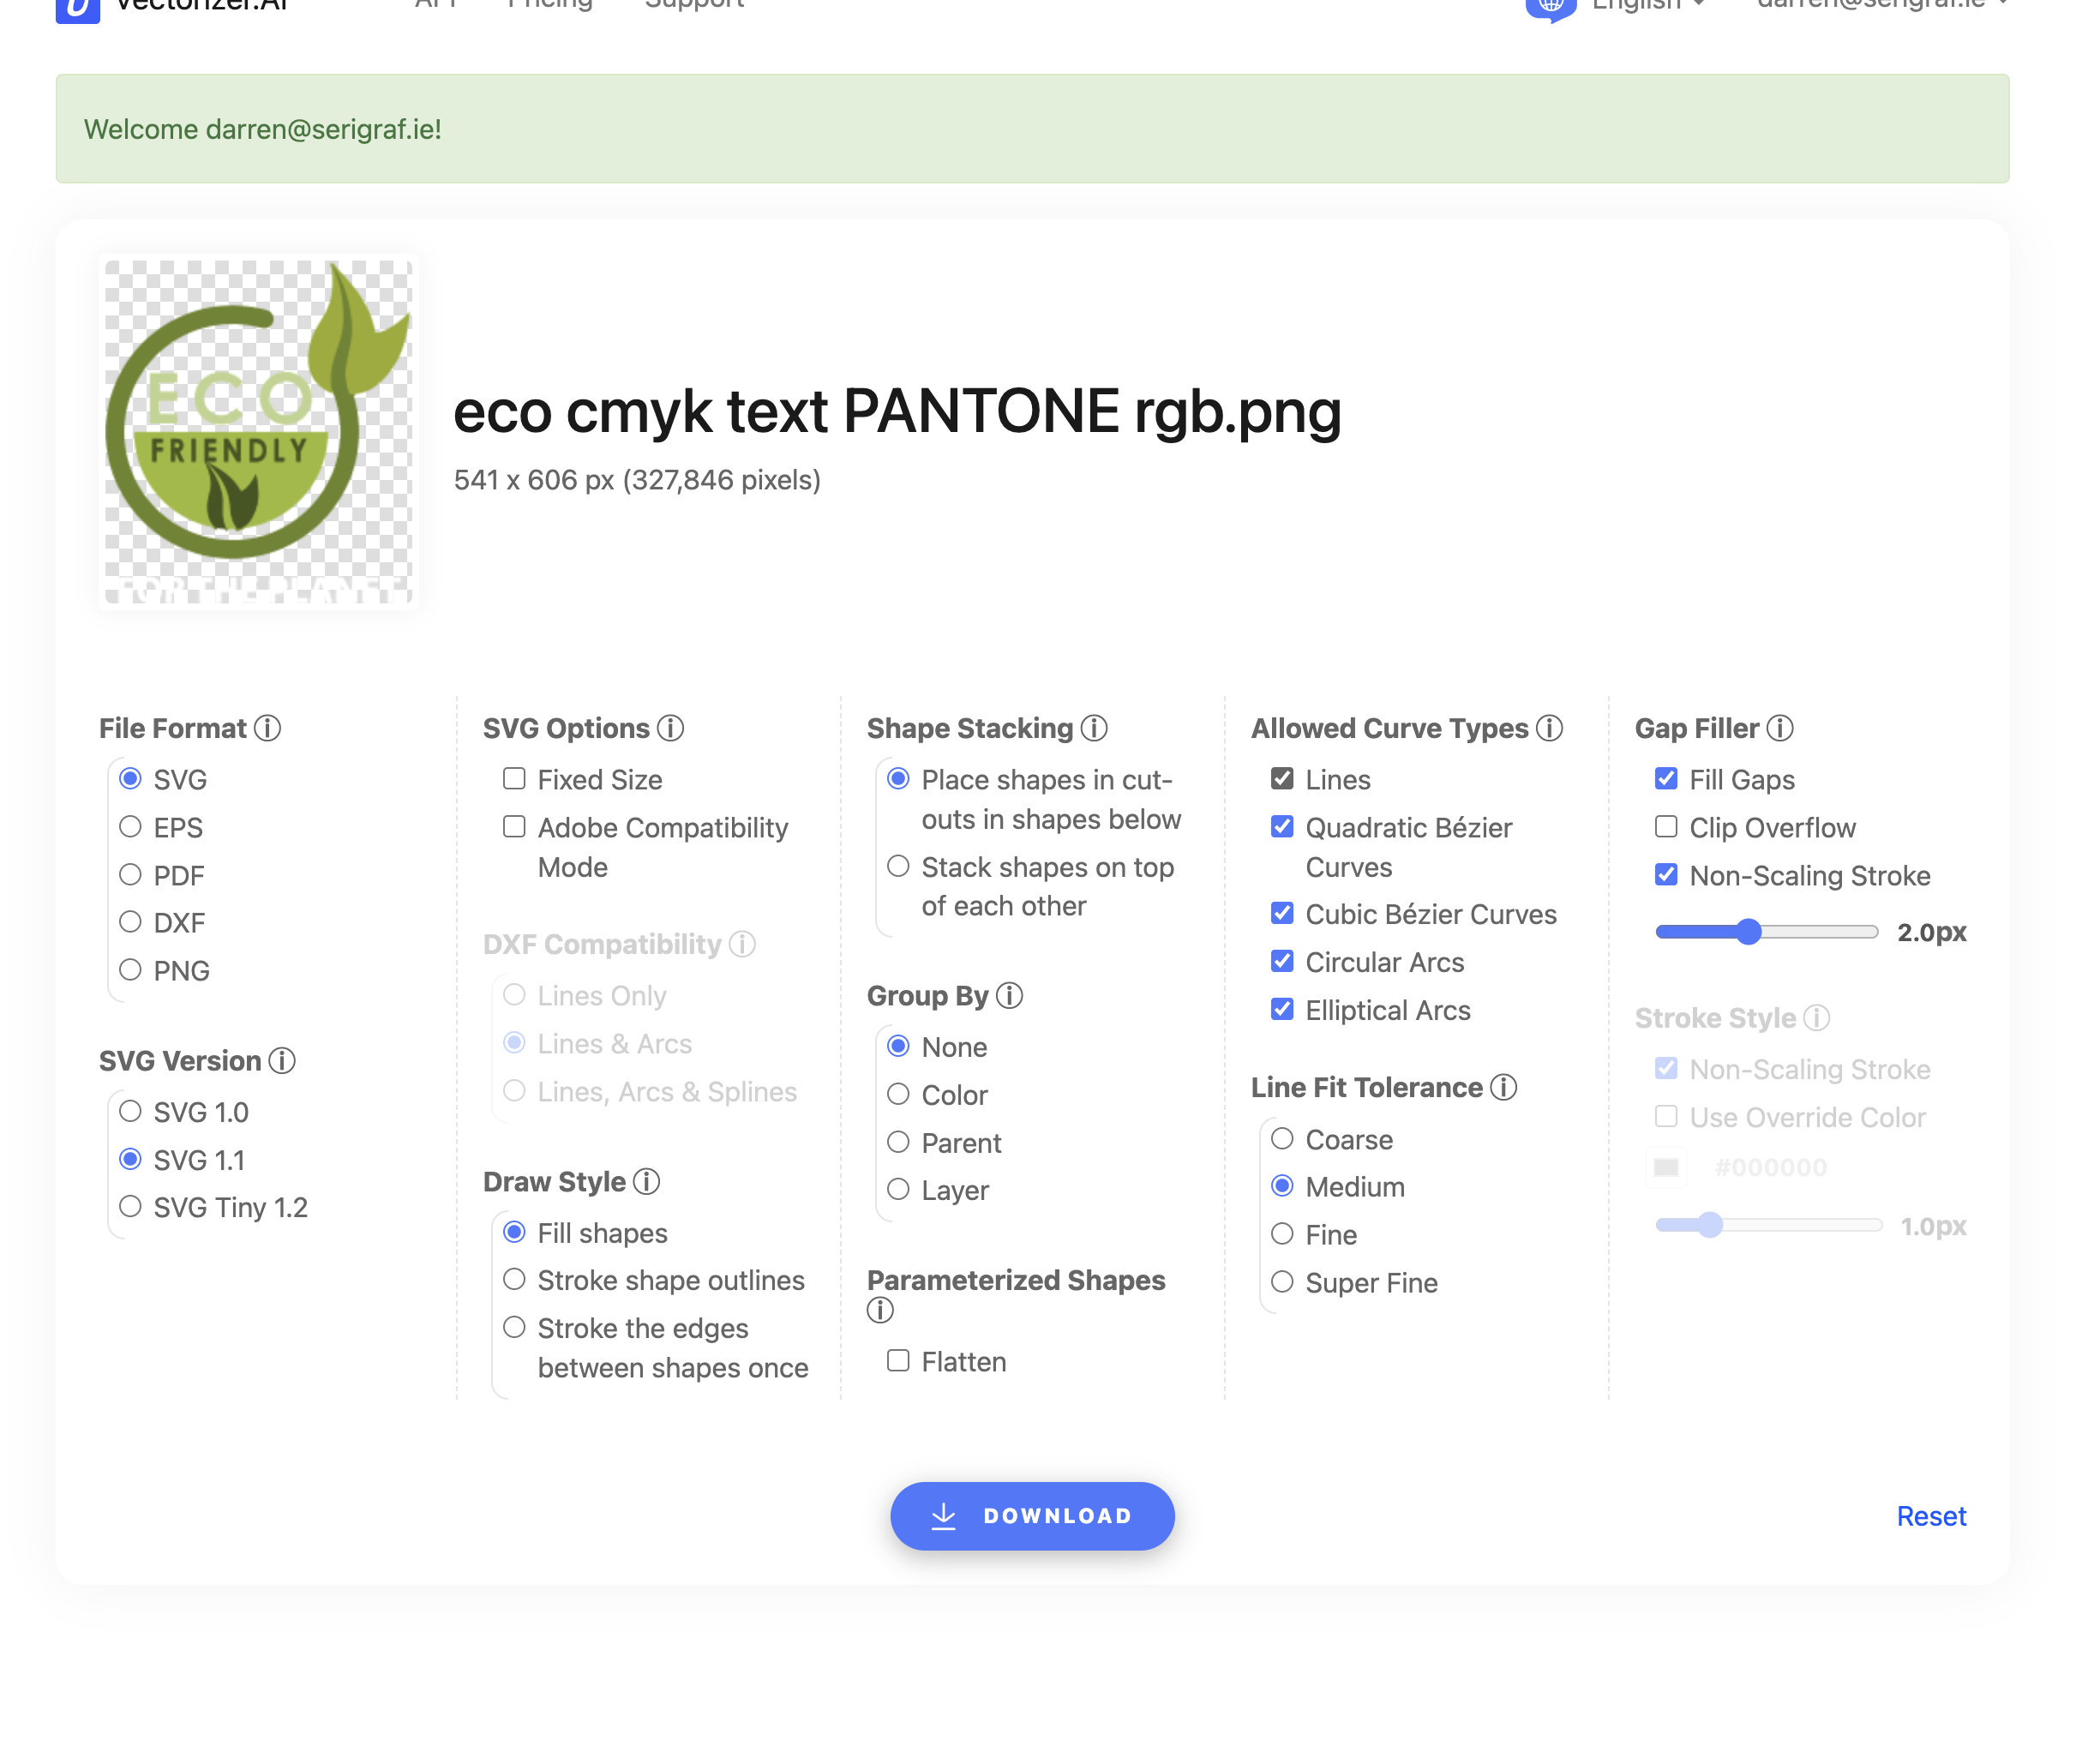 Vectorizer.AI API Pricing Support English darren@serigraf.ie
Welcome darren@serigraf.ie!
ECO
FRIENDLY
FOR THE PLANET
eco cmyk text PANTONE rgb.png
541 x 606 px (327,846 pixels)
File Format
SVG
EPS
PDF
DXF
PNG
SVG Version
SVG 1.0
SVG 1.1
SVG Tiny 1.2
SVG Options
Fixed Size
Adobe Compatibility
Mode
DXF Compatibility
Lines Only
Lines & Arcs
Lines, Arcs & Splines
Draw Style
Fill shapes
Stroke shape outlines
Stroke the edges
between shapes once
Shape Stacking
Place shapes in cut-
outs in shapes below
Stack shapes on top
of each other
Group By
None
Color
Parent
Layer
Parameterized Shapes
Flatten
Allowed Curve Types
Lines
Quadratic Bézier
Curves
Cubic Bézier Curves
Circular Arcs
Elliptical Arcs
Line Fit Tolerance
Coarse
Medium
Fine
Super Fine
Gap Filler
Fill Gaps
Clip Overflow
Non-Scaling Stroke
2.0px
Stroke Style
Non-Scaling Stroke
Use Override Color
#000000
1.0px
DOWNLOAD
Reset